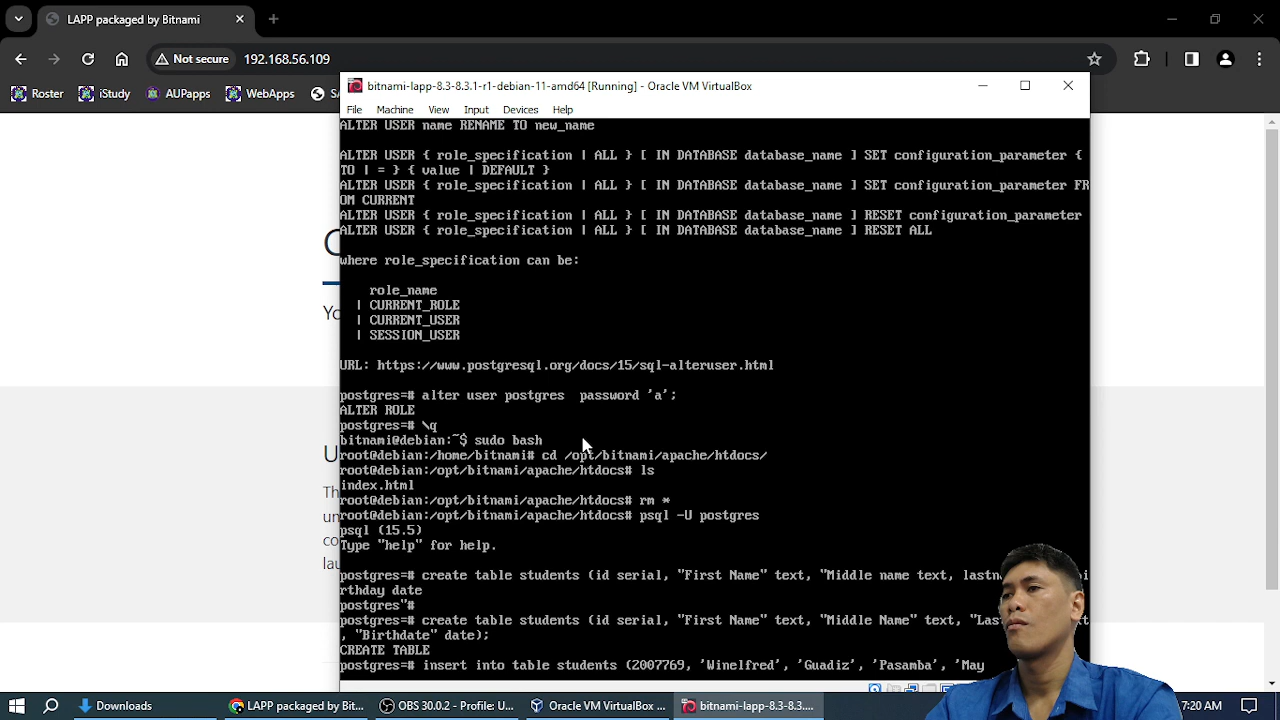 LAPP packaged by Bitnami
Not secure
192.168.56.109
Roster
iStudy
AUPapps
WebApps
bitnami-lapp-8.3-8.3.1-r1-debian-11-amd64 [Running] - Oracle VM VirtualBox
File Machine View Input Devices Help
ALTER USER name RENAME TO new_name
ALTER USER { role_specification | ALL } [ IN DATABASE database_name ] SET configuration_parameter {
TO | = } { value | DEFAULT }
ALTER USER { role_specification | ALL } [ IN DATABASE database_name ] SET configuration_parameter FR
OM CURRENT
ALTER USER { role_specification | ALL } [ IN DATABASE database_name ] RESET configuration_parameter
ALTER USER { role_specification | ALL } [ IN DATABASE database_name ] RESET ALL
where role_specification can be:
role_name
| CURRENT_ROLE
| CURRENT_USER
| SESSION_USER
URL: https://www.postgresql.org/docs/15/sql-alteruser.html
postgres=# alter user postgres  password 'a';
ALTER ROLE
postgres=# \q
bitnami@debian:~$ sudo bash
root@debian:/home/bitnami# cd /opt/bitnami/apache/htdocs/
root@debian:/opt/bitnami/apache/htdocs# ls
index.html
root@debian:/opt/bitnami/apache/htdocs# rm *
root@debian:/opt/bitnami/apache/htdocs# psql -U postgres
psql (15.5)
Type "help" for help.
postgres=# create table students (id serial, "First Name" text, "Middle name text,
rthday date
postgres"#
postgres=# create table students (id serial, "First Name" text, "Middle Name" text,
, "Birthdate" date);
CREATE TABLE
postgres=# insert into table students (2007769, 'Winelfred', 'Guadiz', 'Pasamba', 'May
Downloads
LAPP packaged by Bit...
OBS 30.0.2 - Profile: U...
Oracle VM VirtualBox ...
bitnami-lapp-8.3-8.3....
7:20 AM